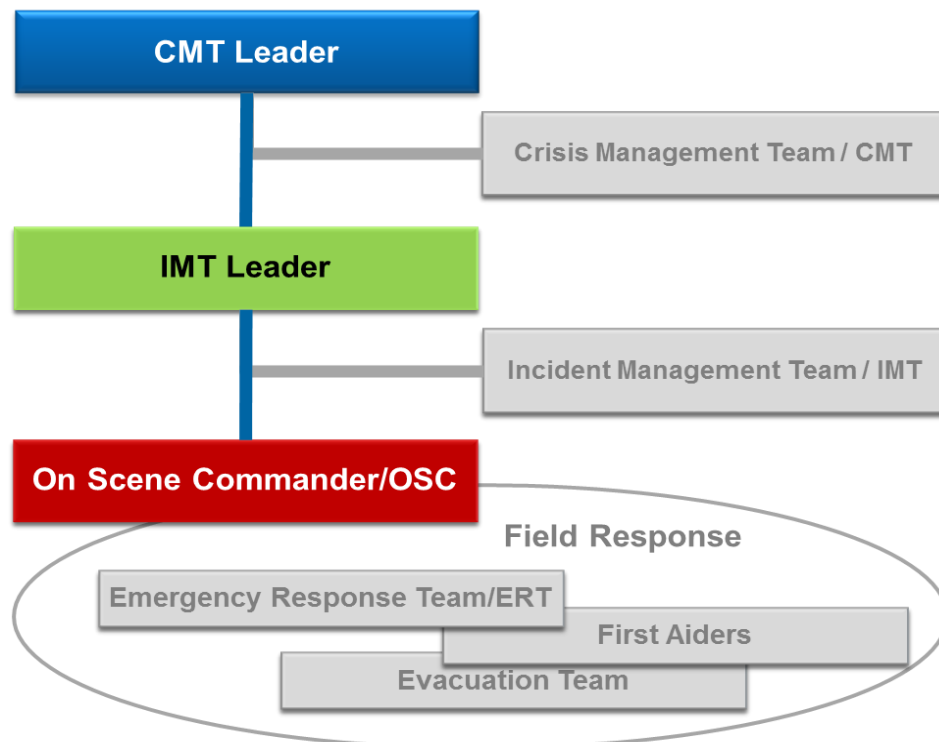 CMT Leader
Crisis Management Team / CMT
IMT Leader
Incident Management Team / IMT
On Scene Commander/OSC
Field Response
Emergency Response Team/ERT
First Aiders
Evacuation Team